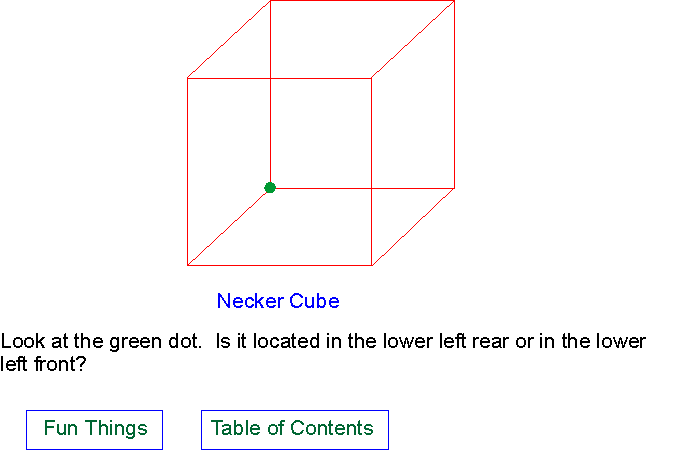 Necker Cube
Look at the green dot.  Is it located in the lower left rear or in the lower
left front?
Fun Things
Table of Contents